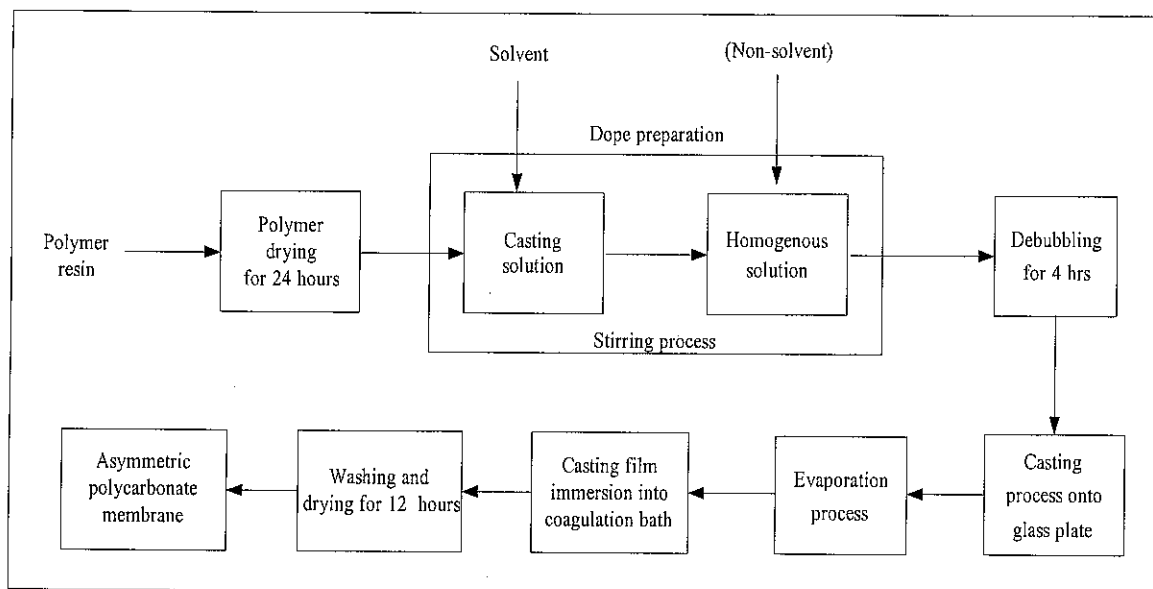 Solvent
(Non-solvent)
Dope preparation
Polymer
resin
Polymer
drying
for 24 hours
Casting
solution
Homogenous
solution
Debubbling
for 4 hrs
Stirring process
Asymmetric
polycarbonate
membrane
Washing and
drying for 12 hours
Casting film
immersion into
coagulation bath
Evaporation
process
Casting
process onto
glass plate